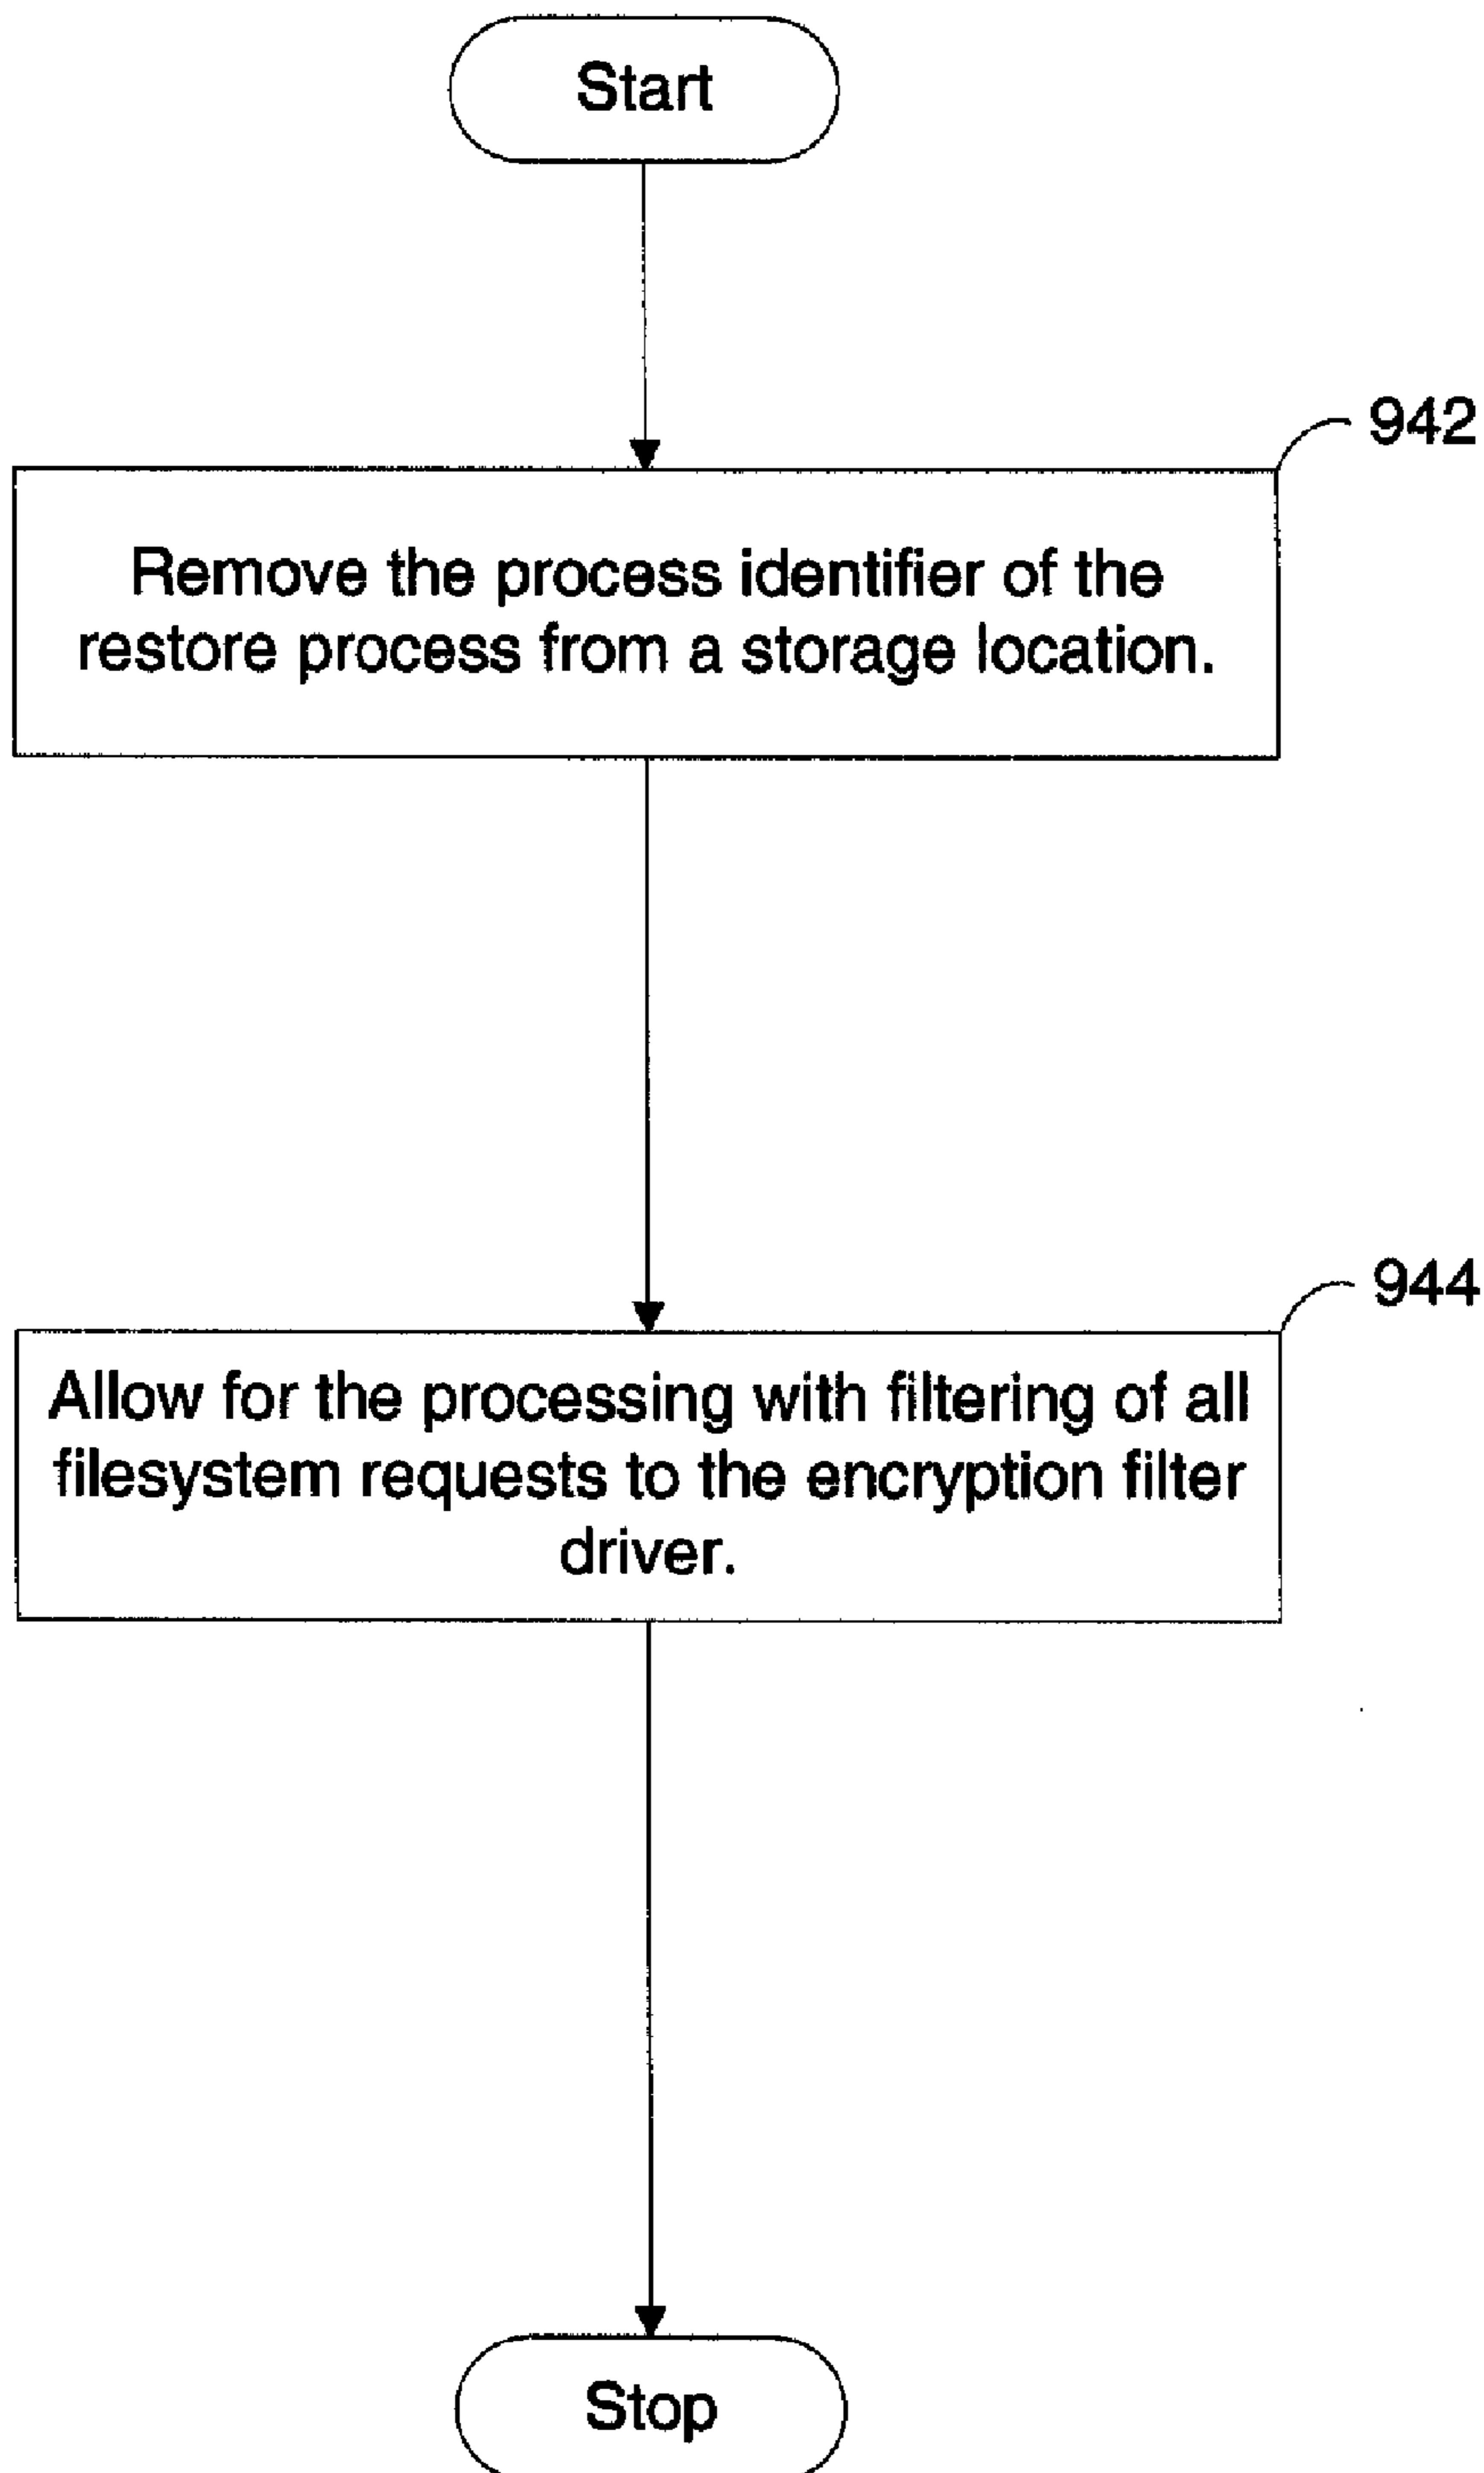 Start
942
Remove the process identifier of the
restore process from a storage location.
944
Allow for the processing with filtering of all
filesystem requests to the encryption filter
driver.
Stop